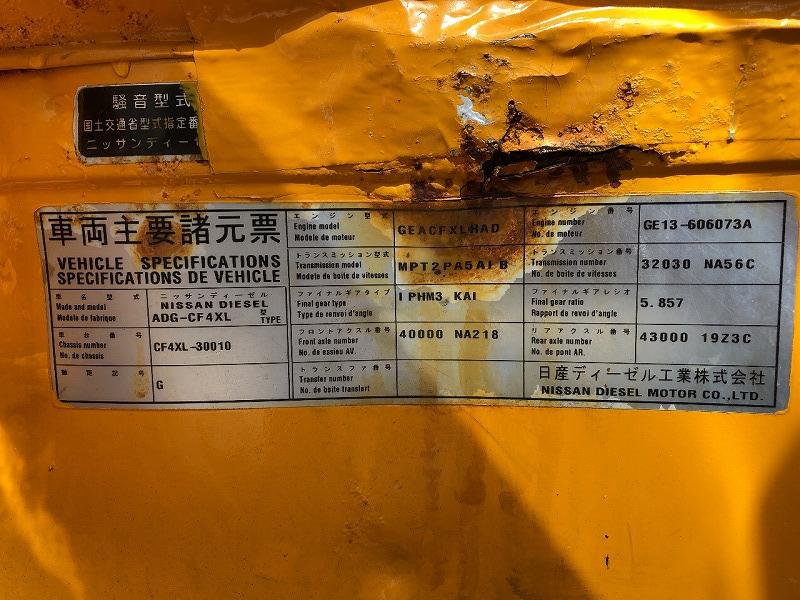 騒音型式
国土交通省型式指定番
ニッサンディー
車両主要諸元票
VEHICLE SPECIFICATIONS
SPECIFICATIONS DE VEHICLE
車名型式
Made and model
Modele de fabrique
ニッサンディーゼル
NISSAN DIESEL
ADG-CF4XL 型 TYPE
車台番号
Chassis number
No. de chassis
CF4XL-30010
軸距記号
G
エンジン型式
Engine model
Modele de moteur
GEACFXLHAD
トランスミッション型式
Transmission model
Modele de boite de vitesses
MPT2PA5A1B
ファイナルギアタイプ
Final gear type
Type de renvoi d'angle
1PHM3 KAI
フロントアクスル番号
Front axle number
No. de essieu AV.
40000 NA218
トランスファ番号
Transfer number
No. de boite transfert
エンジン番号
Engine number
No. de moteur
GE13-606073A
トランスミッション番号
Transmission number
No. de boite de vitesses
32030 NA56C
ファイナルギアレシオ
Final gear ratio
Rapport de revoi d'angle
5.857
リアアクスル番号
Rear axle number
No. de pont AR.
43000 19Z3C
日産ディーゼル工業株式会社
NISSAN DIESEL MOTOR CO.,LTD.